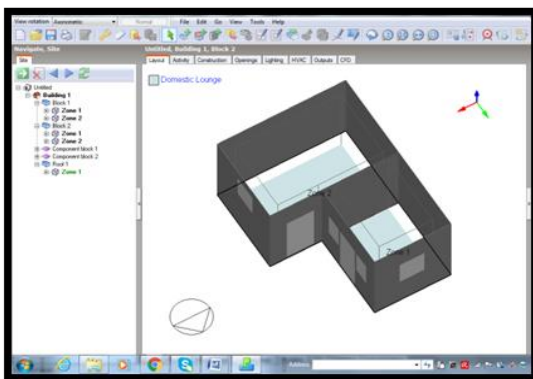 View rotation Axonometric Normal File Edit Go View Tools Help
Navigate, Site
Untitled, Building 1, Block 2
Site
Layout Activity Construction Openings Lighting HVAC Outputs CFD
Domestic Lounge
Untitled
Building 1
Block 1
Zone 1
Zone 2
Block 2
Zone 1
Zone 2
Component block 1
Component block 2
Roof 1
Zone 1
Zone 2
Zone 1
Address